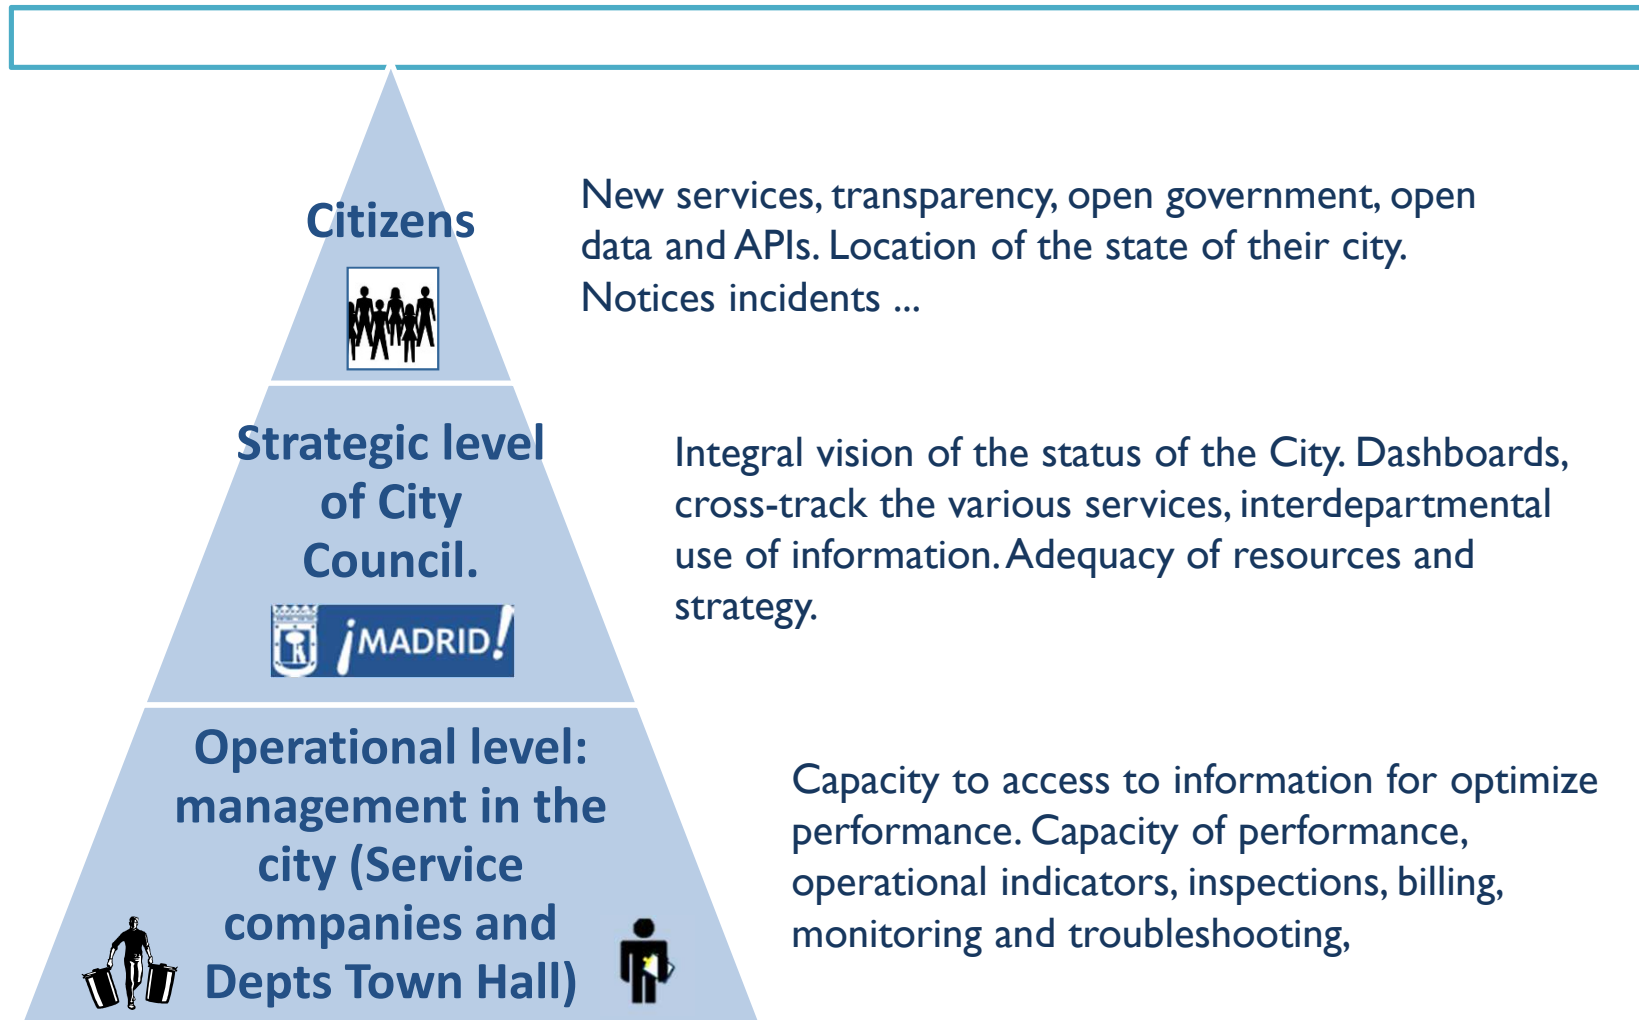 Citizens
New services, transparency, open government, open
data and APIs. Location of the state of their city.
Notices incidents ...
Strategic level
of City
Council.
¡MADRID!
Integral vision of the status of the City. Dashboards,
cross-track the various services, interdepartmental
use of information. Adequacy of resources and
strategy.
Operational level:
management in the
city (Service
companies and
Depts Town Hall)
Capacity to access to information for optimize
performance. Capacity of performance,
operational indicators, inspections, billing,
monitoring and troubleshooting,